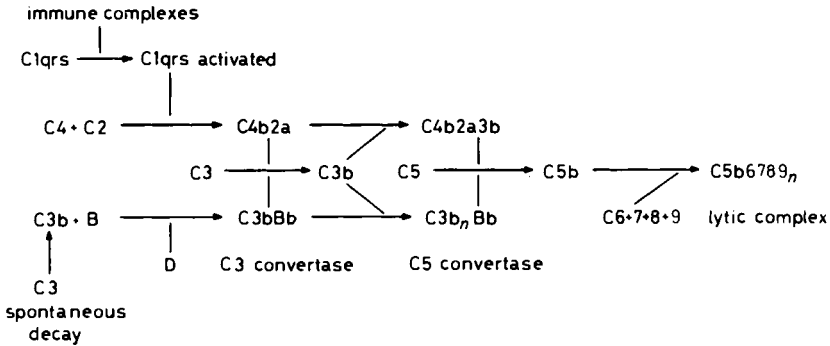 immune complexes
C1qrs C1qrs activated
C4 + C2 C4b2a C4b2a3b
C3 C3b C5 C5b C5b6789n
C3b + B C3bBb C3bnBb C6+7+8+9 lytic complex
D C3 convertase C5 convertase
C3
spontaneous
decay